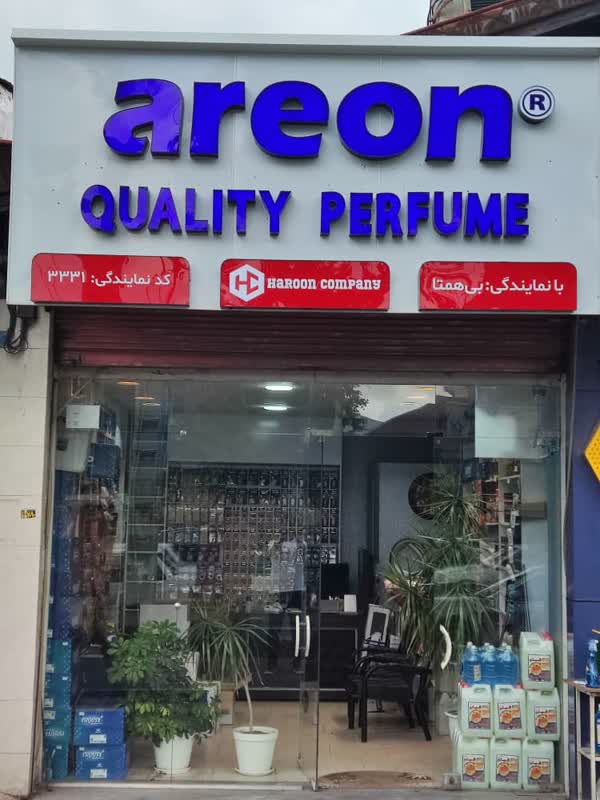 areon®
QUALITY PERFUME
با نمایندگی: بی‌همتا
HC HAROON COMPANY
کد نمایندگی: ۳۳۳۱